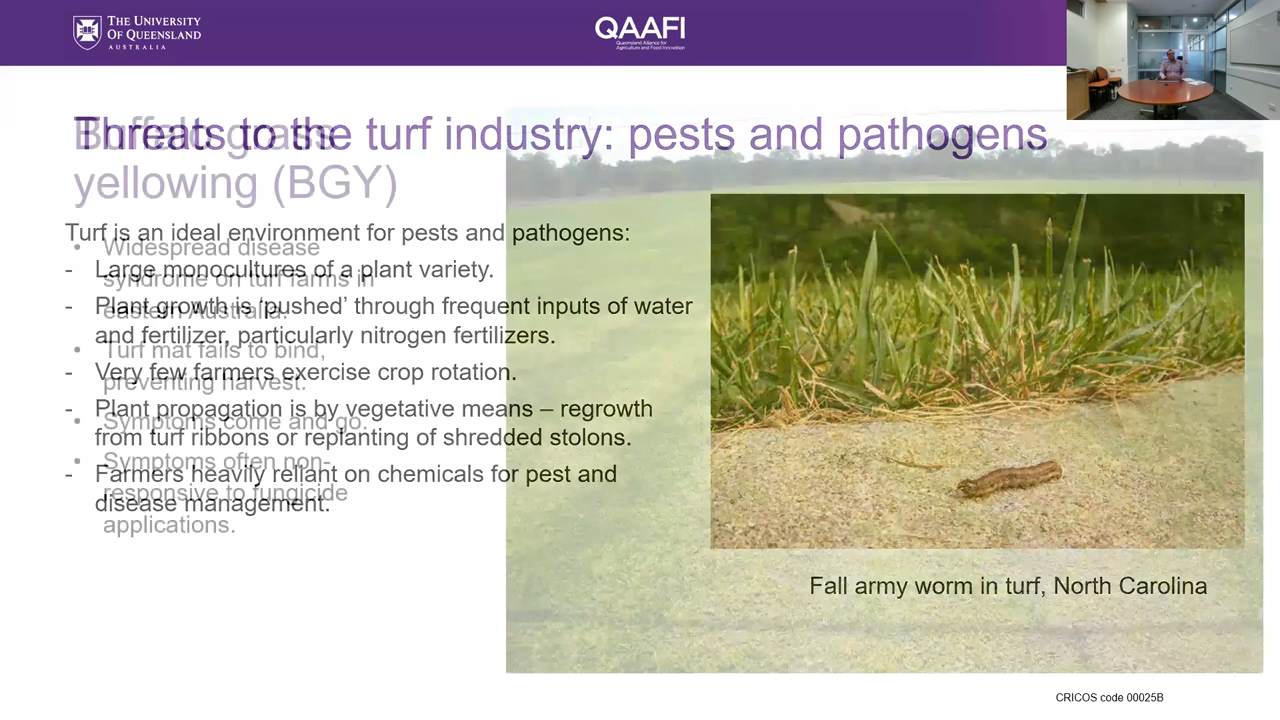 THE UNIVERSITY
OF QUEENSLAND
AUSTRALIA
QAAFI
Queensland Alliance for
Agriculture and Food Innovation
Threats to the turf industry: pests and pathogens
Turf is an ideal environment for pests and pathogens:
- Large monocultures of a plant variety.
- Plant growth is ‘pushed’ through frequent inputs of water
and fertilizer, particularly nitrogen fertilizers.
- Very few farmers exercise crop rotation.
- Plant propagation is by vegetative means – regrowth
from turf ribbons or replanting of shredded stolons.
- Farmers heavily reliant on chemicals for pest and
disease management.
Buffalo grass
yellowing (BGY)
• Widespread disease
syndrome on turf farms in
eastern Australia.
• Turf mat fails to bind,
preventing harvest.
• Symptoms come and go.
• Symptoms often non-
responsive to fungicide
applications.
Fall army worm in turf, North Carolina
CRICOS code 00025B